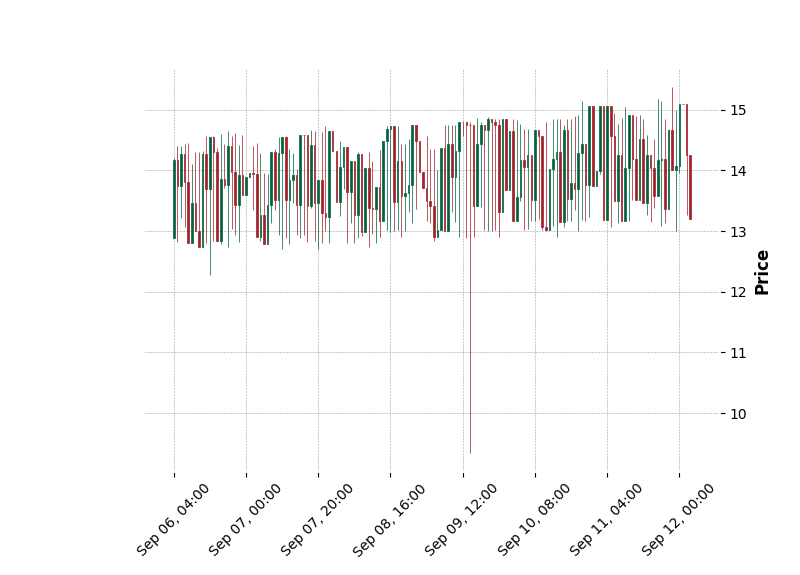 15
14
13
12
11
10
Price
Sep 06, 04:00
Sep 07, 00:00
Sep 07, 20:00
Sep 08, 16:00
Sep 09, 12:00
Sep 10, 08:00
Sep 11, 04:00
Sep 12, 00:00